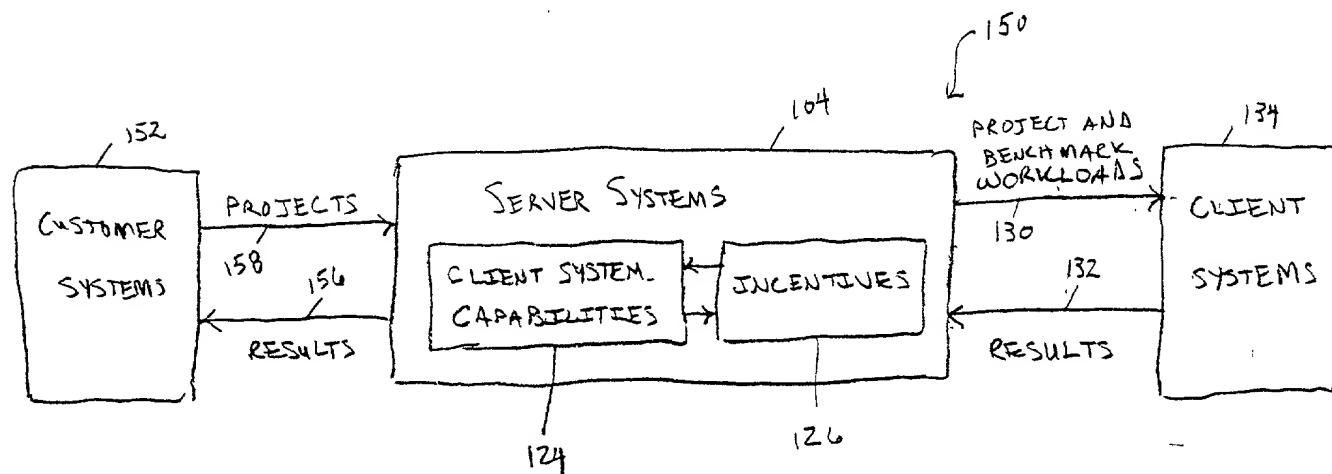 150
152
104
134
PROJECT AND
BENCHMARK
WORKLOADS
CUSTOMER
SYSTEMS
PROJECTS
158
156
RESULTS
SERVER SYSTEMS
CLIENT SYSTEM
CAPABILITIES
INCENTIVES
124
126
130
132
RESULTS
CLIENT
SYSTEMS